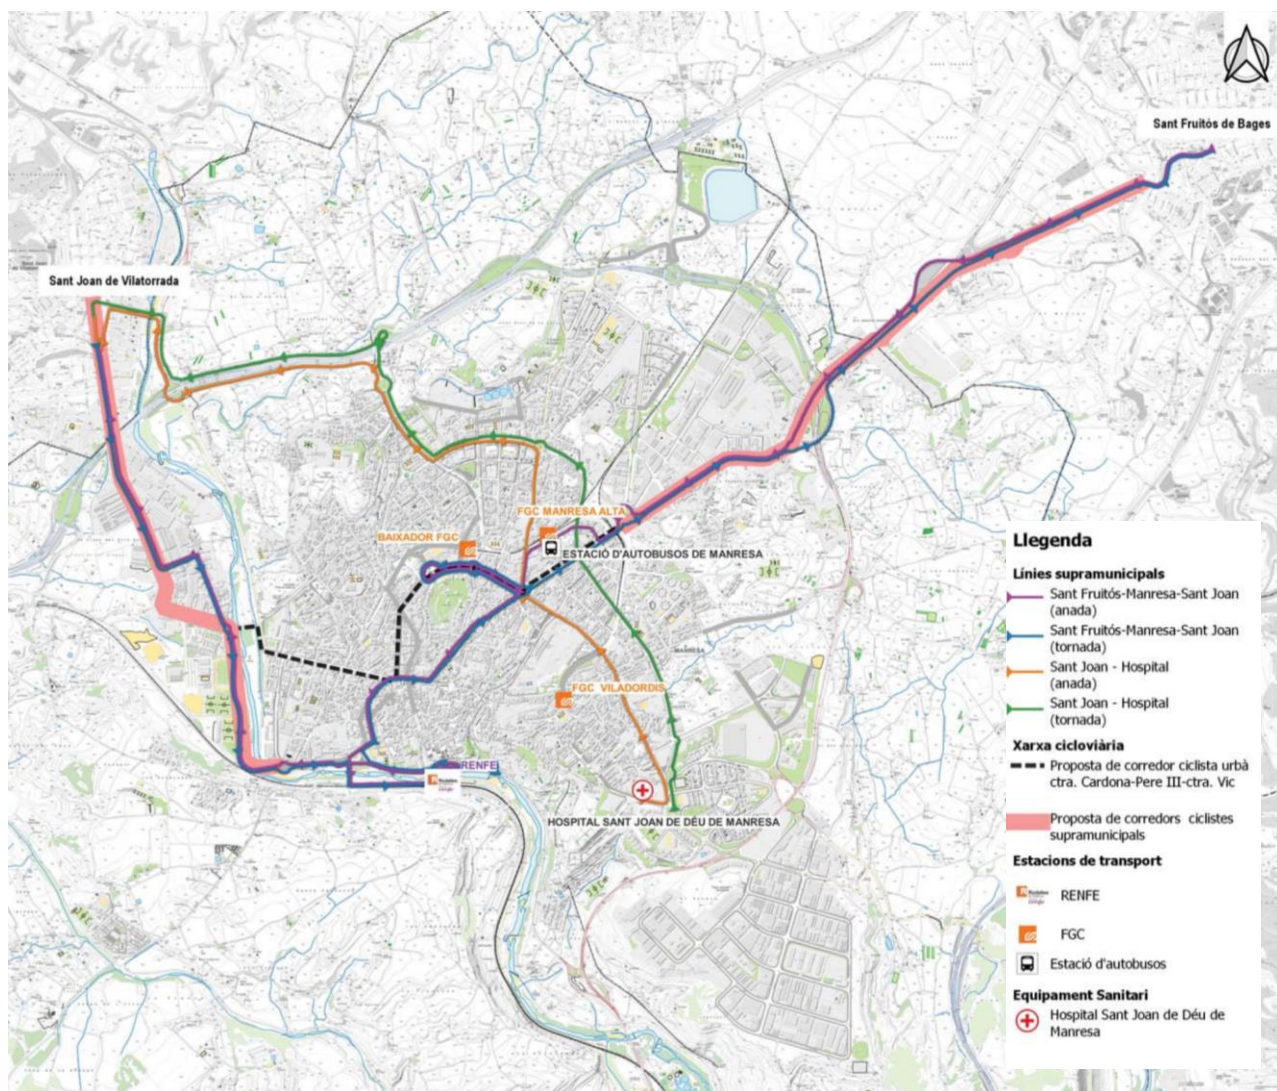 Sant Fruitós de Bages
Sant Joan de Vilatorrada
FGC MANRESA ALTA
BAIXADOR FGC
ESTACIÓ D'AUTOBUSOS DE MANRESA
MANRESA
FGC VILADORDIS
RENFE
HOSPITAL SANT JOAN DE DÉU DE MANRESA
Llegenda
Línies supramunicipals
Sant Fruitós-Manresa-Sant Joan
(anada)
Sant Fruitós-Manresa-Sant Joan
(tornada)
Sant Joan - Hospital
(anada)
Sant Joan - Hospital
(tornada)
Xarxa cicloviària
Proposta de corredor ciclista urbà
ctra. Cardona-Pere III-ctra. Vic
Proposta de corredors ciclistes
supramunicipals
Estacions de transport
RENFE
FGC
Estació d'autobusos
Equipament Sanitari
Hospital Sant Joan de Déu de
Manresa